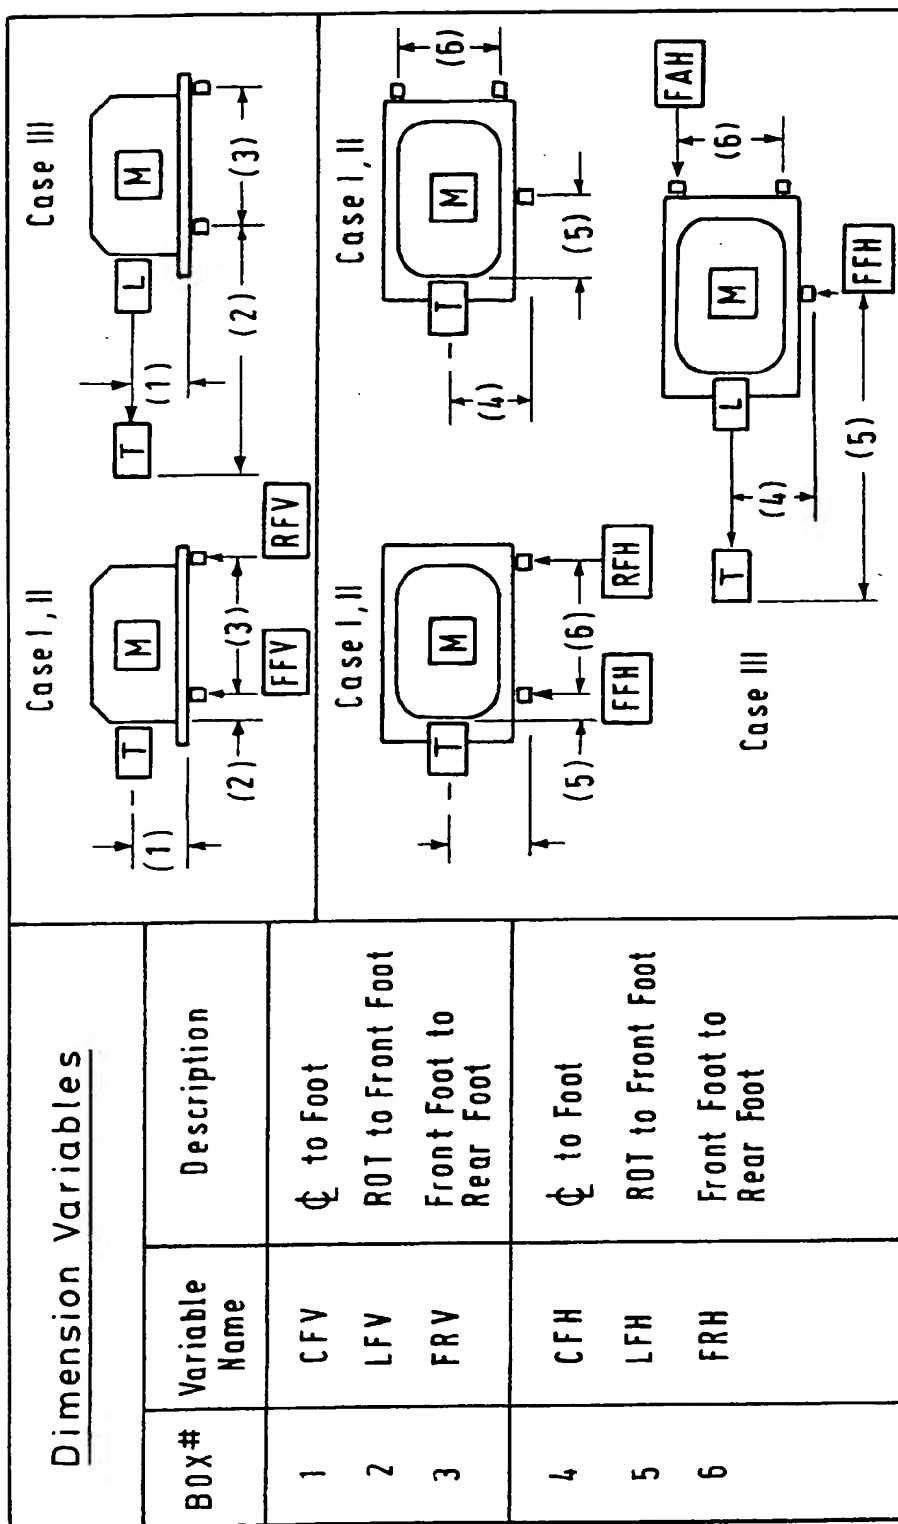 Dimension Variables
BOX# Variable Name Description
1 CFV ℄ to Foot
2 LFV ROT to Front Foot
3 FRV Front Foot to
Rear Foot
4 CFH ℄ to Foot
5 LFH ROT to Front Foot
6 FRH Front Foot to
Rear Foot
Case I, II
T
M
(1)
(2)
(3)
FFV
RFV
Case III
T
L
M
(1)
(2)
(3)
Case I, II
T
M
(5)
(6)
FFH
RFH
Case I, II
T
M
(4)
(5)
(6)
Case III
T
L
M
(4)
(5)
(6)
FFH
FAH